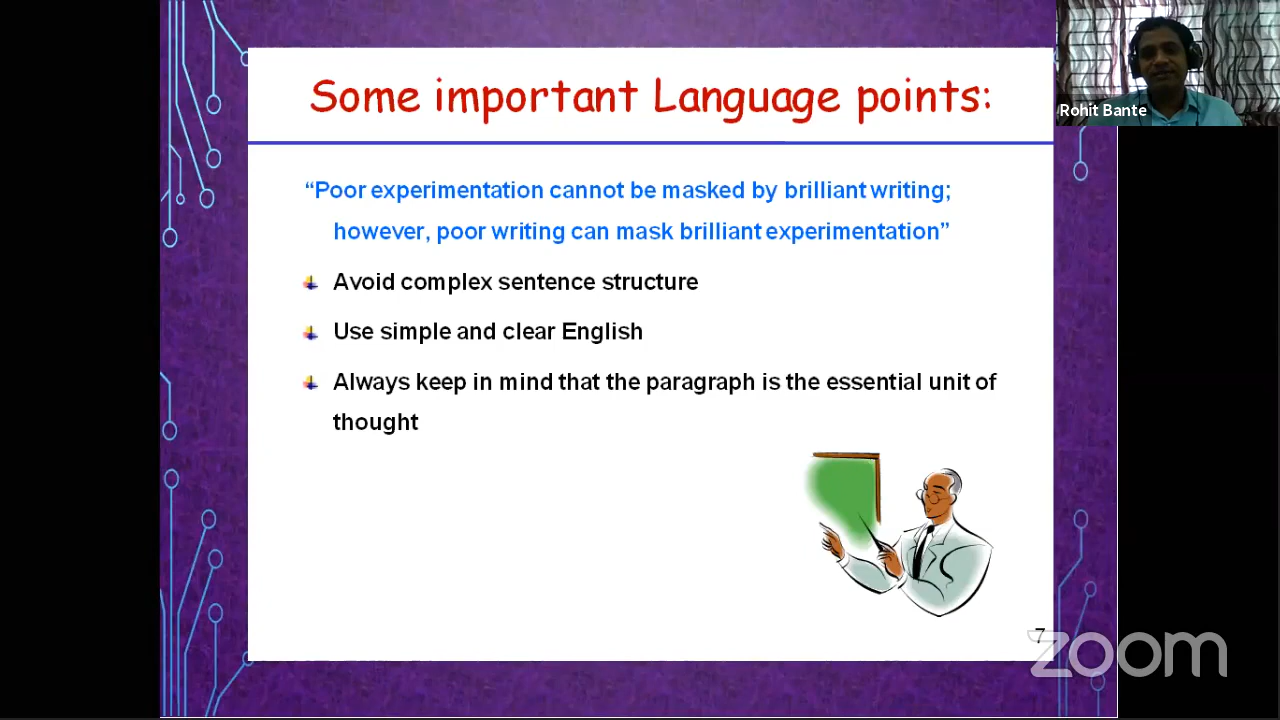 Some important Language points:
“Poor experimentation cannot be masked by brilliant writing;
however, poor writing can mask brilliant experimentation”
Avoid complex sentence structure
Use simple and clear English
Always keep in mind that the paragraph is the essential unit of
thought
7
Rohit Bante
zoom